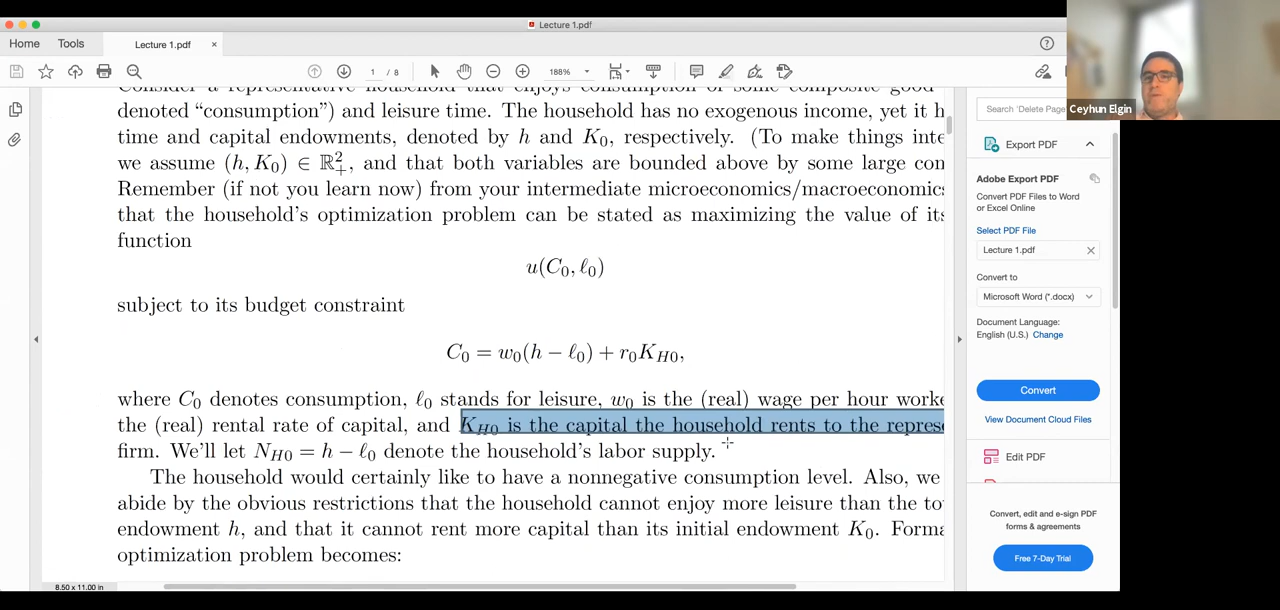 Lecture 1.pdf
Home Tools Lecture 1.pdf ×
1 / 8 188%
denoted “consumption”) and leisure time. The household has no exogenous income, yet it h
time and capital endowments, denoted by h and K₀, respectively. (To make things inte
we assume (h, K₀) ∈ ℝ²₊, and that both variables are bounded above by some large con
Remember (if not you learn now) from your intermediate microeconomics/macroeconomics
that the household's optimization problem can be stated as maximizing the value of its
function
u(C₀, ℓ₀)
subject to its budget constraint
C₀ = w₀(h − ℓ₀) + r₀K_{H0},
where C₀ denotes consumption, ℓ₀ stands for leisure, w₀ is the (real) wage per hour worke
the (real) rental rate of capital, and K_{H0} is the capital the household rents to the represe
firm. We'll let N_{H0} = h − ℓ₀ denote the household's labor supply.
The household would certainly like to have a nonnegative consumption level. Also, we
abide by the obvious restrictions that the household cannot enjoy more leisure than the to
endowment h, and that it cannot rent more capital than its initial endowment K₀. Forma
optimization problem becomes:
8.50 x 11.00 in
Ceyhun Elgin
Search 'Delete Page
Export PDF
Adobe Export PDF
Convert PDF Files to Word
or Excel Online
Select PDF File
Lecture 1.pdf
Convert to
Microsoft Word (*.docx)
Document Language:
English (U.S.) Change
Convert
View Document Cloud Files
Edit PDF
Convert, edit and e-sign PDF
forms & agreements
Free 7-Day Trial